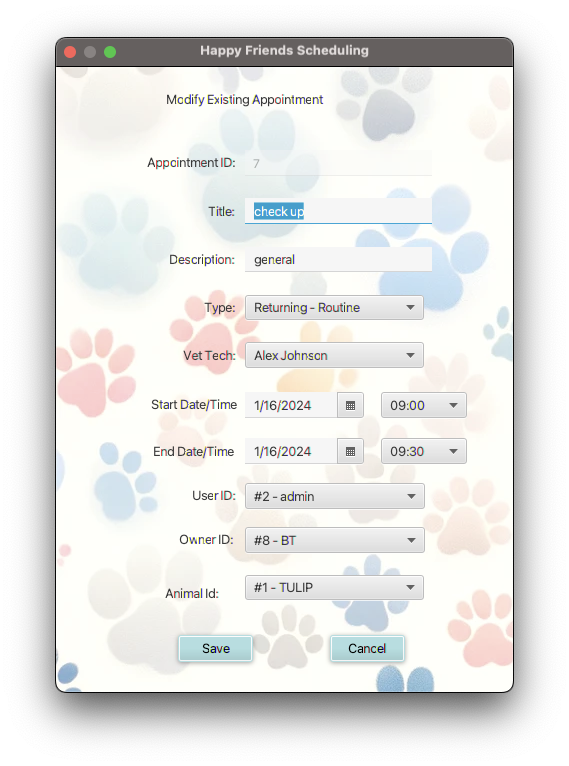 Happy Friends Scheduling
Modify Existing Appointment
Appointment ID: 7
Title: check up
Description: general
Type: Returning - Routine
Vet Tech: Alex Johnson
Start Date/Time 1/16/2024 09:00
End Date/Time 1/16/2024 09:30
User ID: #2 - admin
Owner ID: #8 - BT
Animal Id: #1 - TULIP
Save Cancel